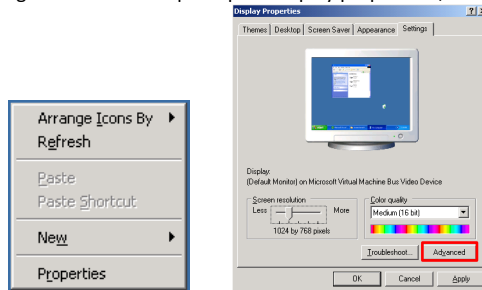 Display Properties
Themes Desktop Screen Saver Appearance Settings
Display:
(Default Monitor) on Microsoft Virtual Machine Bus Video Device
Screen resolution
Less More
1024 by 768 pixels
Color quality
Medium (16 bit)
Troubleshoot... Advanced
OK Cancel Apply
Arrange Icons By
Refresh
Paste
Paste Shortcut
New
Properties